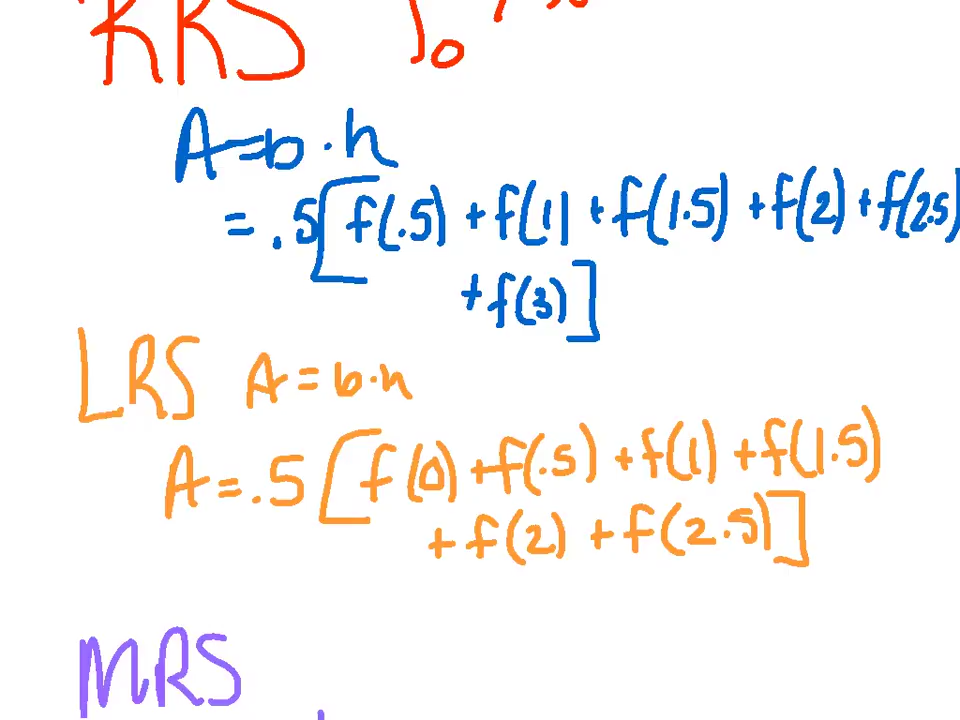 RRS ∫0
A = b · h
= .5[f(.5) + f(1) + f(1.5) + f(2) + f(2.5)
+ f(3)]
LRS A = b·h
A = .5[f(0) + f(.5) + f(1) + f(1.5)
+ f(2) + f(2.5)]
MRS